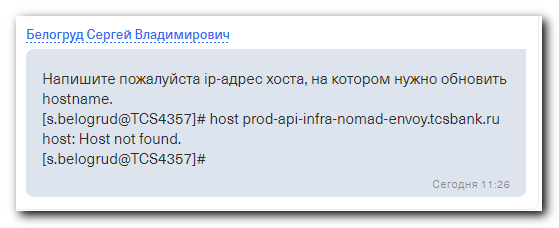 Белогруд Сергей Владимирович
Напишите пожалуйста ip-адрес хоста, на котором нужно обновить
hostname.
[s.belogrud@TCS4357]# host prod-api-infra-nomad-envoy.tcsbank.ru
host: Host not found.
[s.belogrud@TCS4357]#
Сегодня 11:26